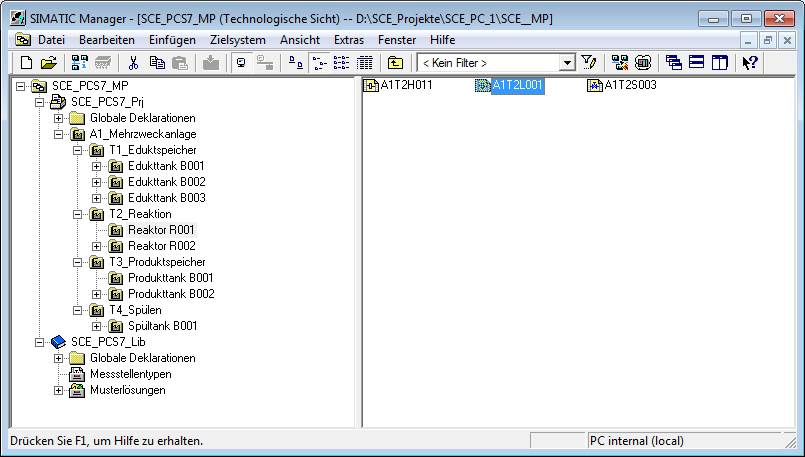 SIMATIC Manager - [SCE_PCS7_MP (Technologische Sicht) -- D:\SCE_Projekte\SCE_PC_1\SCE__MP]
Datei Bearbeiten Einfügen Zielsystem Ansicht Extras Fenster Hilfe
< Kein Filter >
SCE_PCS7_MP
SCE_PCS7_Prj
Globale Deklarationen
A1_Mehrzweckanlage
T1_Eduktspeicher
Edukttank B001
Edukttank B002
Edukttank B003
T2_Reaktion
Reaktor R001
Reaktor R002
T3_Produktspeicher
Produkttank B001
Produkttank B002
T4_Spülen
Spültank B001
SCE_PCS7_Lib
Globale Deklarationen
Messstellentypen
Musterlösungen
A1T2H011 A1T2L001 A1T2S003
Drücken Sie F1, um Hilfe zu erhalten. PC internal (local)